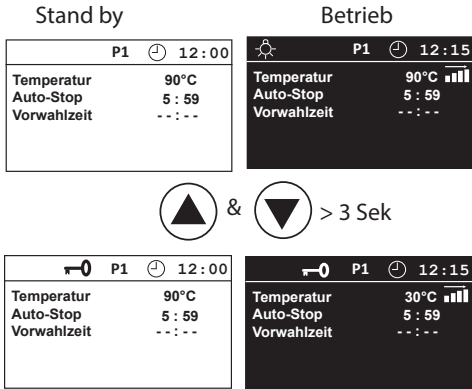 Stand by
Betrieb
P1 12:00
Temperatur 90°C
Auto-Stop 5 : 59
Vorwahlzeit - - : - -
P1 12:15
Temperatur 90°C
Auto-Stop 5 : 59
Vorwahlzeit - - : - -
& > 3 Sek
P1 12:00
Temperatur 90°C
Auto-Stop 5 : 59
Vorwahlzeit - - : - -
P1 12:15
Temperatur 30°C
Auto-Stop 5 : 59
Vorwahlzeit - - : - -